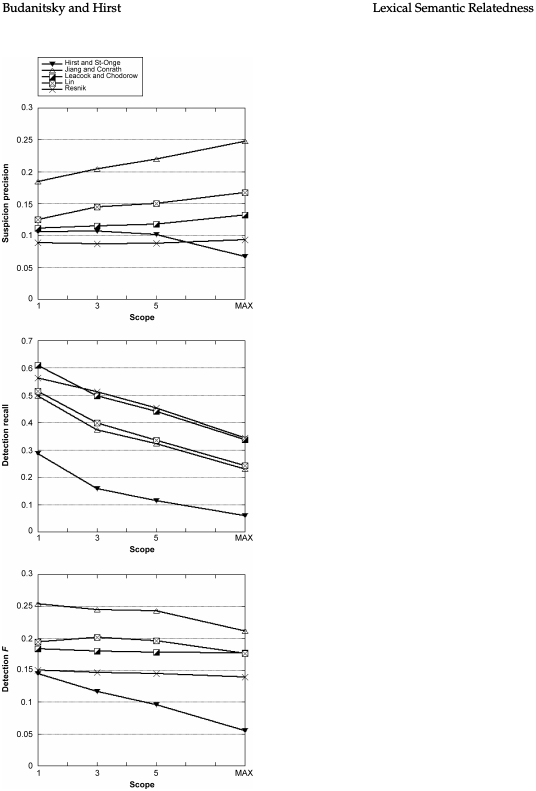 Budanitsky and Hirst Lexical Semantic Relatedness
Hirst and St-Onge
Jiang and Conrath
Leacock and Chodorow
Lin
Resnik
0.3
0.25
0.2
0.15
0.1
0.05
0
Suspicion precision
1 3 5 MAX
Scope
0.7
0.6
0.5
0.4
0.3
0.2
0.1
0
Detection recall
1 3 5 MAX
Scope
0.3
0.25
0.2
0.15
0.1
0.05
0
Detection F
1 3 5 MAX
Scope